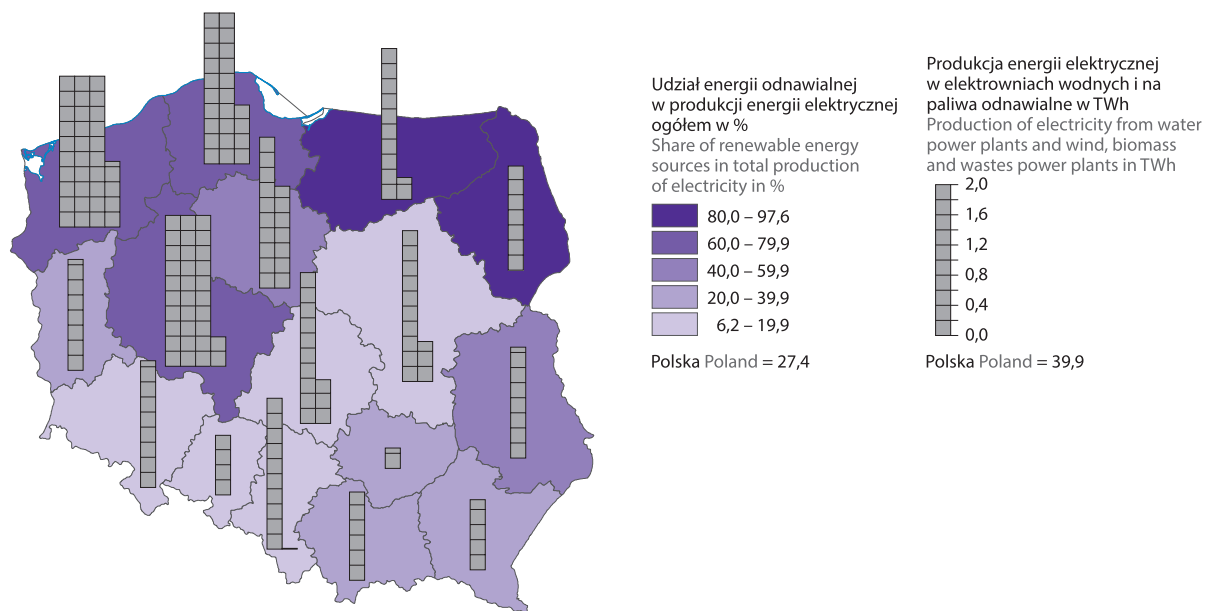 Udział energii odnawialnej
w produkcji energii elektrycznej
ogółem w %
Share of renewable energy
sources in total production
of electricity in %
80,0 – 97,6
60,0 – 79,9
40,0 – 59,9
20,0 – 39,9
6,2 – 19,9
Polska Poland = 27,4
Produkcja energii elektrycznej
w elektrowniach wodnych i na
paliwa odnawialne w TWh
Production of electricity from water
power plants and wind, biomass
and wastes power plants in TWh
2,0
1,6
1,2
0,8
0,4
0,0
Polska Poland = 39,9